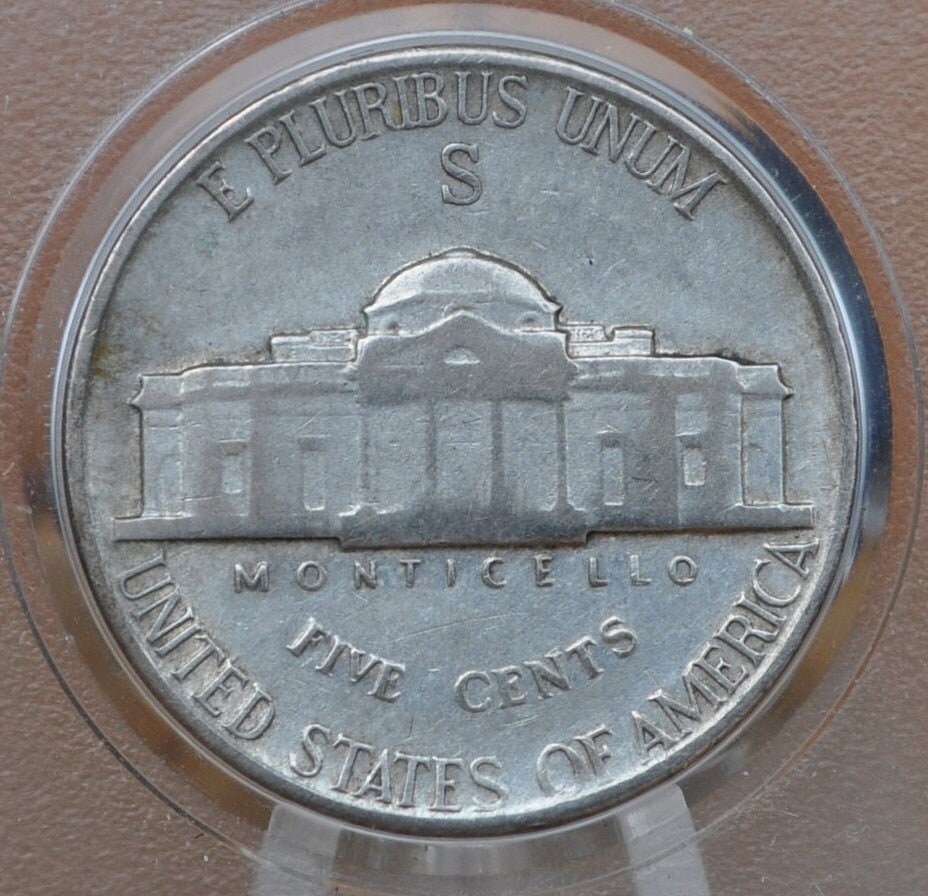 E PLURIBUS UNUM
S
MONTICELLO
FIVE CENTS
UNITED STATES OF AMERICA